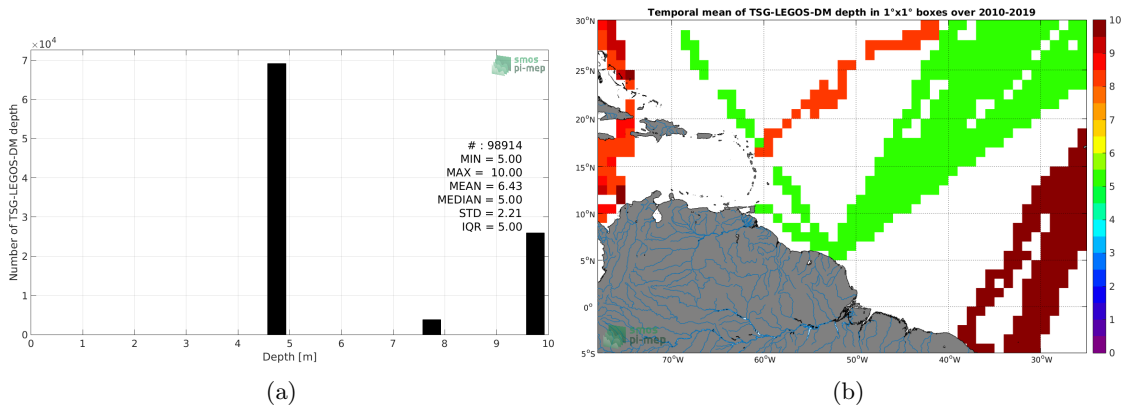 ×10⁴
7
6
5
4
3
2
1
0
Number of TSG-LEGOS-DM depth
smos
pi-mep
# : 98914
MIN = 5.00
MAX = 10.00
MEAN = 6.43
MEDIAN = 5.00
STD = 2.21
IQR = 5.00
0 1 2 3 4 5 6 7 8 9 10
Depth [m]
(a)
Temporal mean of TSG-LEGOS-DM depth in 1°x1° boxes over 2010-2019
30°N
25°N
20°N
15°N
10°N
5°N
0°
5°S
70°W 60°W 50°W 40°W 30°W
smos
pi-mep
10
9
8
7
6
5
4
3
2
1
0
(b)